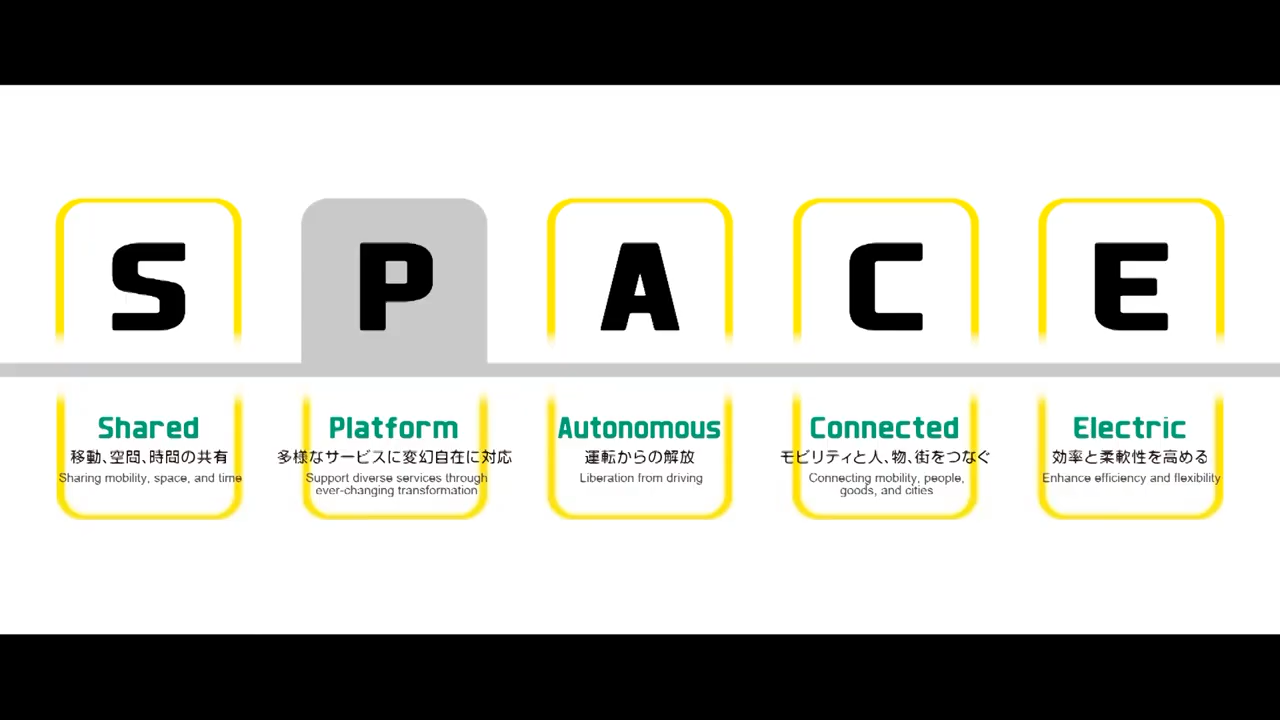 S
P
A
C
E
Shared
移動、空間、時間の共有
Sharing mobility, space, and time
Platform
多様なサービスに変幻自在に対応
Support diverse services through
ever-changing transformation
Autonomous
運転からの解放
Liberation from driving
Connected
モビリティと人、物、街をつなぐ
Connecting mobility, people,
goods, and cities
Electric
効率と柔軟性を高める
Enhance efficiency and flexibility